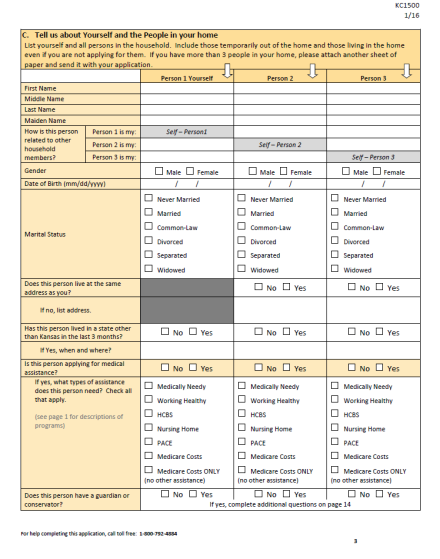 KC1500
1/16
C. Tell us about Yourself and the People in your home
List yourself and all persons in the household. Include those temporarily out of the home and those living in the home
even if you are not applying for them. If you have more than 3 people in your home, please attach another sheet of
paper and send it with your application.
Person 1 Yourself Person 2 Person 3
First Name
Middle Name
Last Name
Maiden Name
How is this person
related to other
household
members?
Person 1 is my: Self – Person1
Person 2 is my: Self – Person 2
Person 3 is my: Self – Person 3
Gender Male Female Male Female Male Female
Date of Birth (mm/dd/yyyy) / / / / / /
Marital Status
Never Married Never Married Never Married
Married Married Married
Common-Law Common-Law Common-Law
Divorced Divorced Divorced
Separated Separated Separated
Widowed Widowed Widowed
Does this person live at the same
address as you?
No Yes No Yes
If no, list address.
Has this person lived in a state other
than Kansas in the last 3 months?
No Yes No Yes No Yes
If Yes, when and where?
Is this person applying for medical
assistance?
No Yes No Yes No Yes
If yes, what types of assistance
does this person need? Check all
that apply.
(see page 1 for descriptions of
programs)
Medically Needy Medically Needy Medically Needy
Working Healthy Working Healthy Working Healthy
HCBS HCBS HCBS
Nursing Home Nursing Home Nursing Home
PACE PACE PACE
Medicare Costs Medicare Costs Medicare Costs
Medicare Costs ONLY Medicare Costs ONLY Medicare Costs ONLY
(no other assistance) (no other assistance) (no other assistance)
Does this person have a guardian or
conservator?
No Yes No Yes No Yes
If yes, complete additional questions on page 14
For help completing this application, call toll free: 1-800-792-4884
3